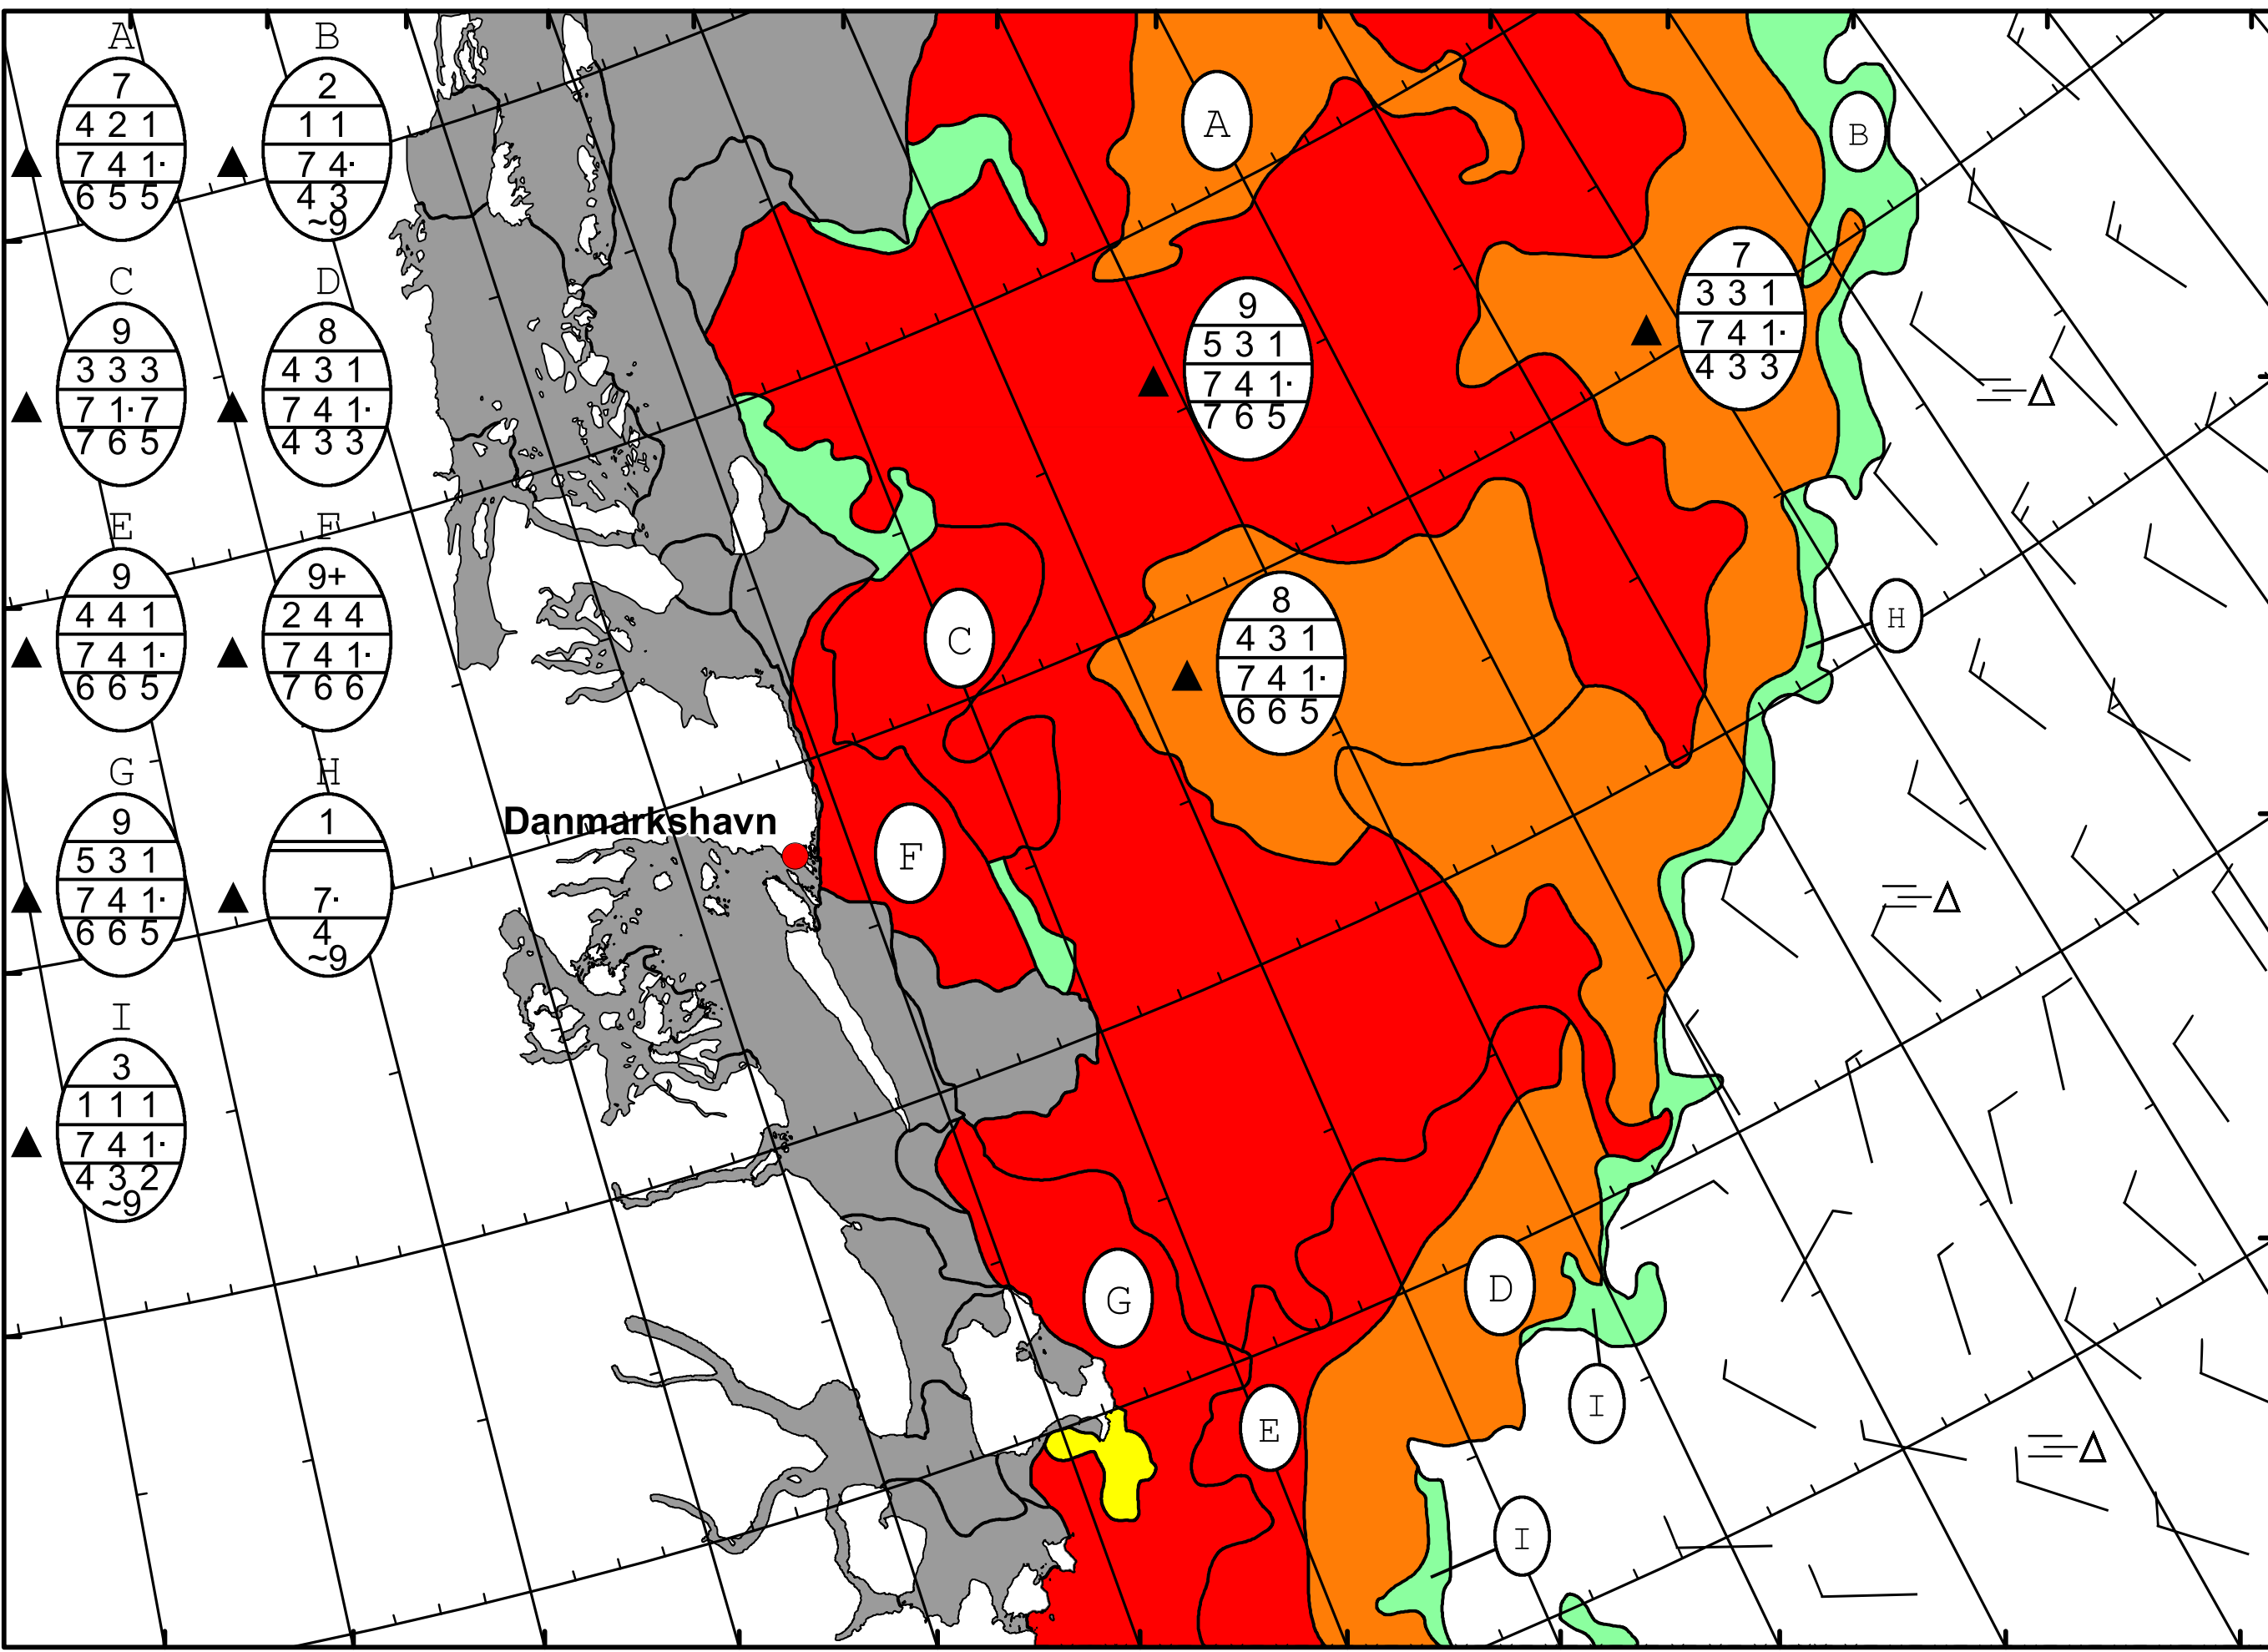 A
7
4 2 1
7 4 1·
6 5 5
B
2
1 1
7 4·
4 3
~9
C
9
3 3 3
7 1·7
7 6 5
D
8
4 3 1
7 4 1·
4 3 3
E
9
4 4 1
7 4 1·
6 6 5
F
9+
2 4 4
7 4 1·
7 6 6
G
9
5 3 1
7 4 1·
6 6 5
H
1
7·
4
~9
I
3
1 1 1
7 4 1·
4 3 2
~9
A
B
7
3 3 1
7 4 1·
4 3 3
9
5 3 1
7 4 1·
7 6 5
8
4 3 1
7 4 1·
6 6 5
C
H
Danmarkshavn
F
G
D
E
I
I